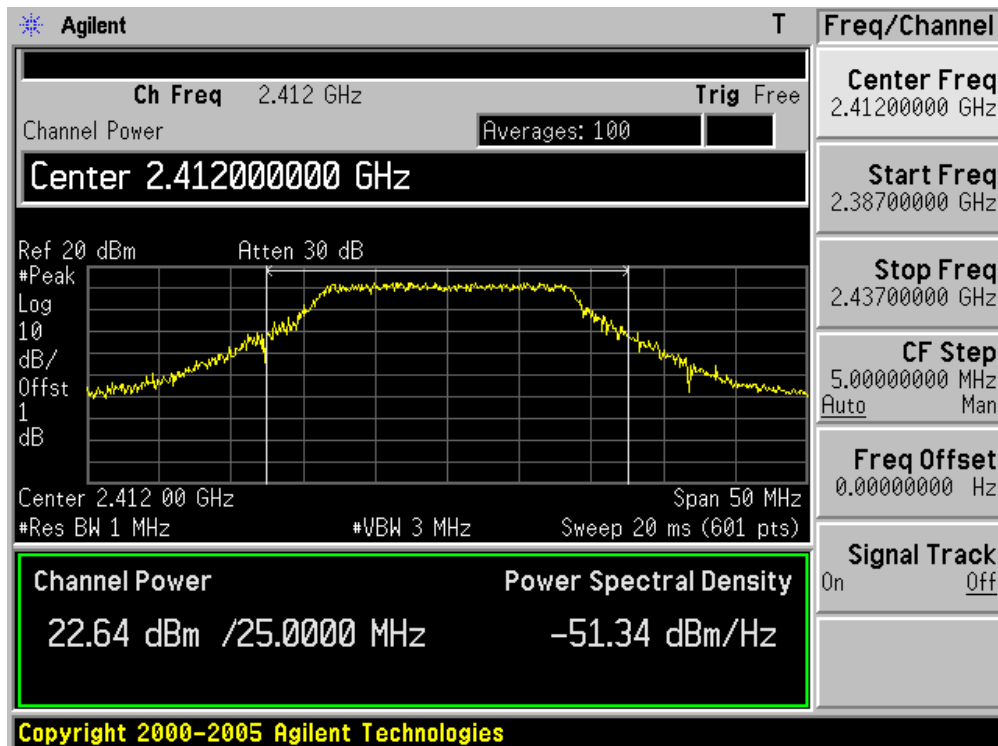 Agilent T Freq/Channel
Ch Freq 2.412 GHz Trig Free
Channel Power Averages: 100
Center 2.412000000 GHz
Ref 20 dBm Atten 30 dB
#Peak
Log
10
dB/
Offst
1
dB
Center 2.412 00 GHz Span 50 MHz
#Res BW 1 MHz #VBW 3 MHz Sweep 20 ms (601 pts)
Channel Power Power Spectral Density
22.64 dBm /25.0000 MHz -51.34 dBm/Hz
Copyright 2000-2005 Agilent Technologies
Center Freq
2.41200000 GHz
Start Freq
2.38700000 GHz
Stop Freq
2.43700000 GHz
CF Step
5.00000000 MHz
Auto Man
Freq Offset
0.00000000 Hz
Signal Track
On Off